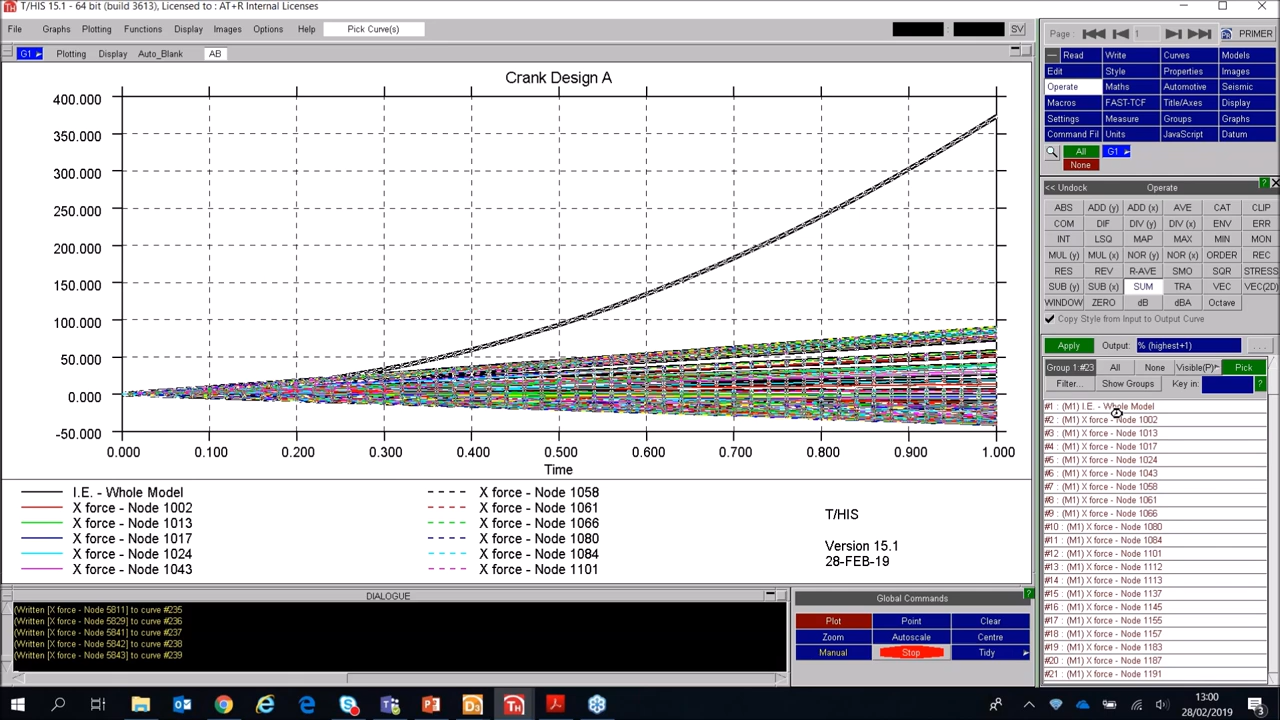 T/HIS 15.1 - 64 bit (build 3613), Licensed to : AT+R Internal Licenses
File Graphs Plotting Functions Display Images Options Help Pick Curve(s) : SV
G1 Plotting Display Auto_Blank AB
Crank Design A
400.000
350.000
300.000
250.000
200.000
150.000
100.000
50.000
0.000
-50.000
0.000 0.100 0.200 0.300 0.400 0.500 0.600 0.700 0.800 0.900 1.000
Time
I.E. - Whole Model
X force - Node 1002
X force - Node 1013
X force - Node 1017
X force - Node 1024
X force - Node 1043
X force - Node 1058
X force - Node 1061
X force - Node 1066
X force - Node 1080
X force - Node 1084
X force - Node 1101
T/HIS
Version 15.1
28-FEB-19
DIALOGUE
(Written [X force - Node 5811] to curve #235
(Written [X force - Node 5829] to curve #236
(Written [X force - Node 5841] to curve #237
(Written [X force - Node 5842] to curve #238
(Written [X force - Node 5843] to curve #239
Global Commands ?
Plot Point Clear
Zoom Autoscale Centre
Manual Stop Tidy
Page : 1 PRIMER
Read Write Curves Models
Edit Style Properties Images
Operate Maths Automotive Seismic
Macros FAST-TCF Title/Axes Display
Settings Measure Groups Graphs
Command Fil Units JavaScript Datum
All G1
None
<< Undock Operate ? X
ABS ADD (y) ADD (x) AVE CAT CLIP
COM DIF DIV (y) DIV (x) ENV ERR
INT LSQ MAP MAX MIN MON
MUL (y) MUL (x) NOR (y) NOR (x) ORDER REC
RES REV R-AVE SMO SQR STRESS
SUB (y) SUB (x) SUM TRA VEC VEC(2D)
WINDOW ZERO dB dBA Octave
Copy Style from Input to Output Curve
Apply Output: % (highest+1) ...
Group 1:#23 All None Visible(P) Pick
Filter... Show Groups Key in: ?
#1 : (M1) I.E. - Whole Model
#2 : (M1) X force - Node 1002
#3 : (M1) X force - Node 1013
#4 : (M1) X force - Node 1017
#5 : (M1) X force - Node 1024
#6 : (M1) X force - Node 1043
#7 : (M1) X force - Node 1058
#8 : (M1) X force - Node 1061
#9 : (M1) X force - Node 1066
#10 : (M1) X force - Node 1080
#11 : (M1) X force - Node 1084
#12 : (M1) X force - Node 1101
#13 : (M1) X force - Node 1112
#14 : (M1) X force - Node 1113
#15 : (M1) X force - Node 1137
#16 : (M1) X force - Node 1145
#17 : (M1) X force - Node 1155
#18 : (M1) X force - Node 1157
#19 : (M1) X force - Node 1183
#20 : (M1) X force - Node 1187
#21 : (M1) X force - Node 1191
13:00
28/02/2019
3